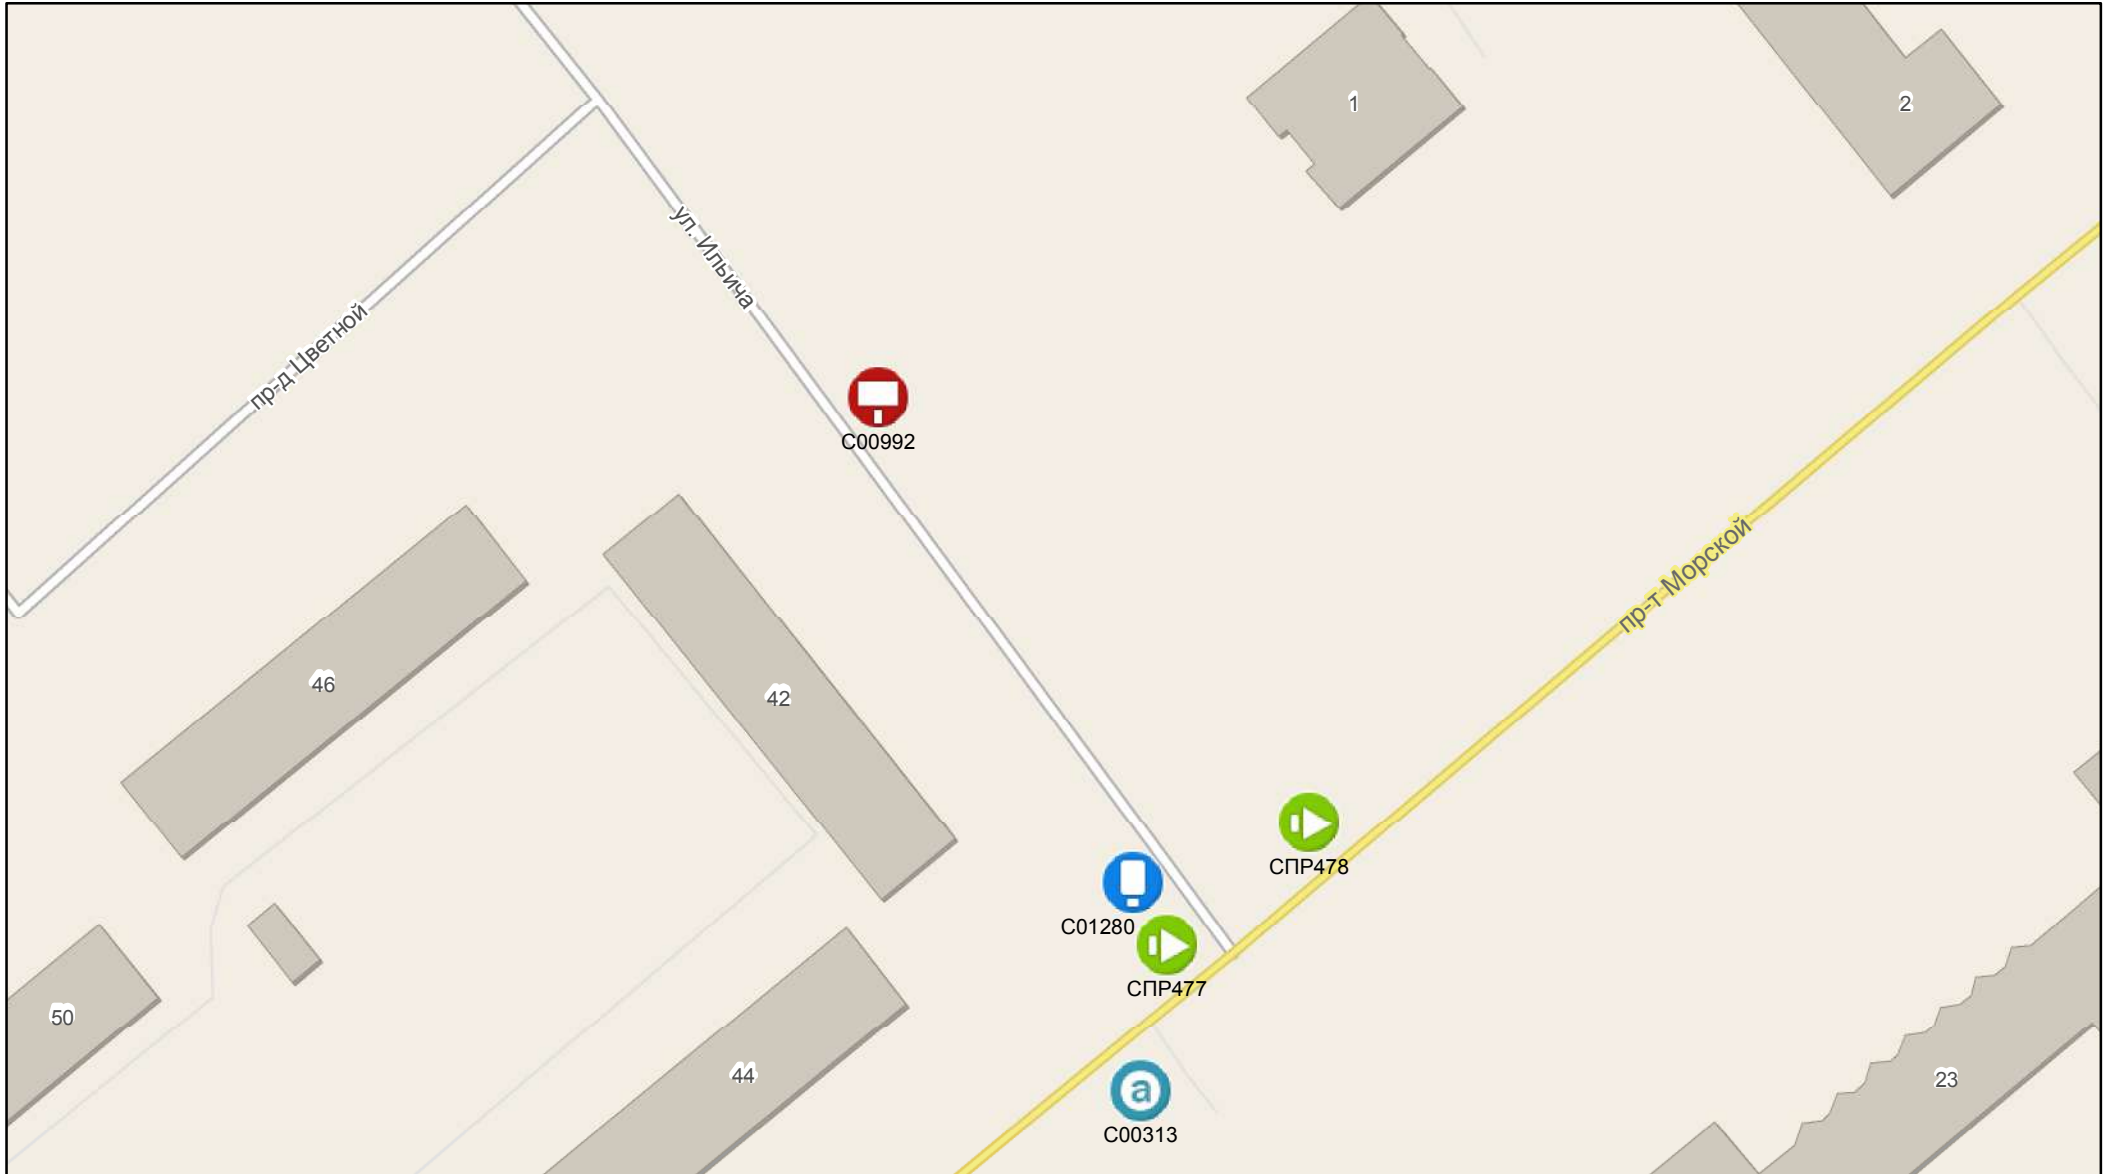 1
2
ул. Ильича
пр-д Цветной
С00992
пр-т Морской
46
42
СПР478
С01280
СПР477
50
44
a
С00313
23